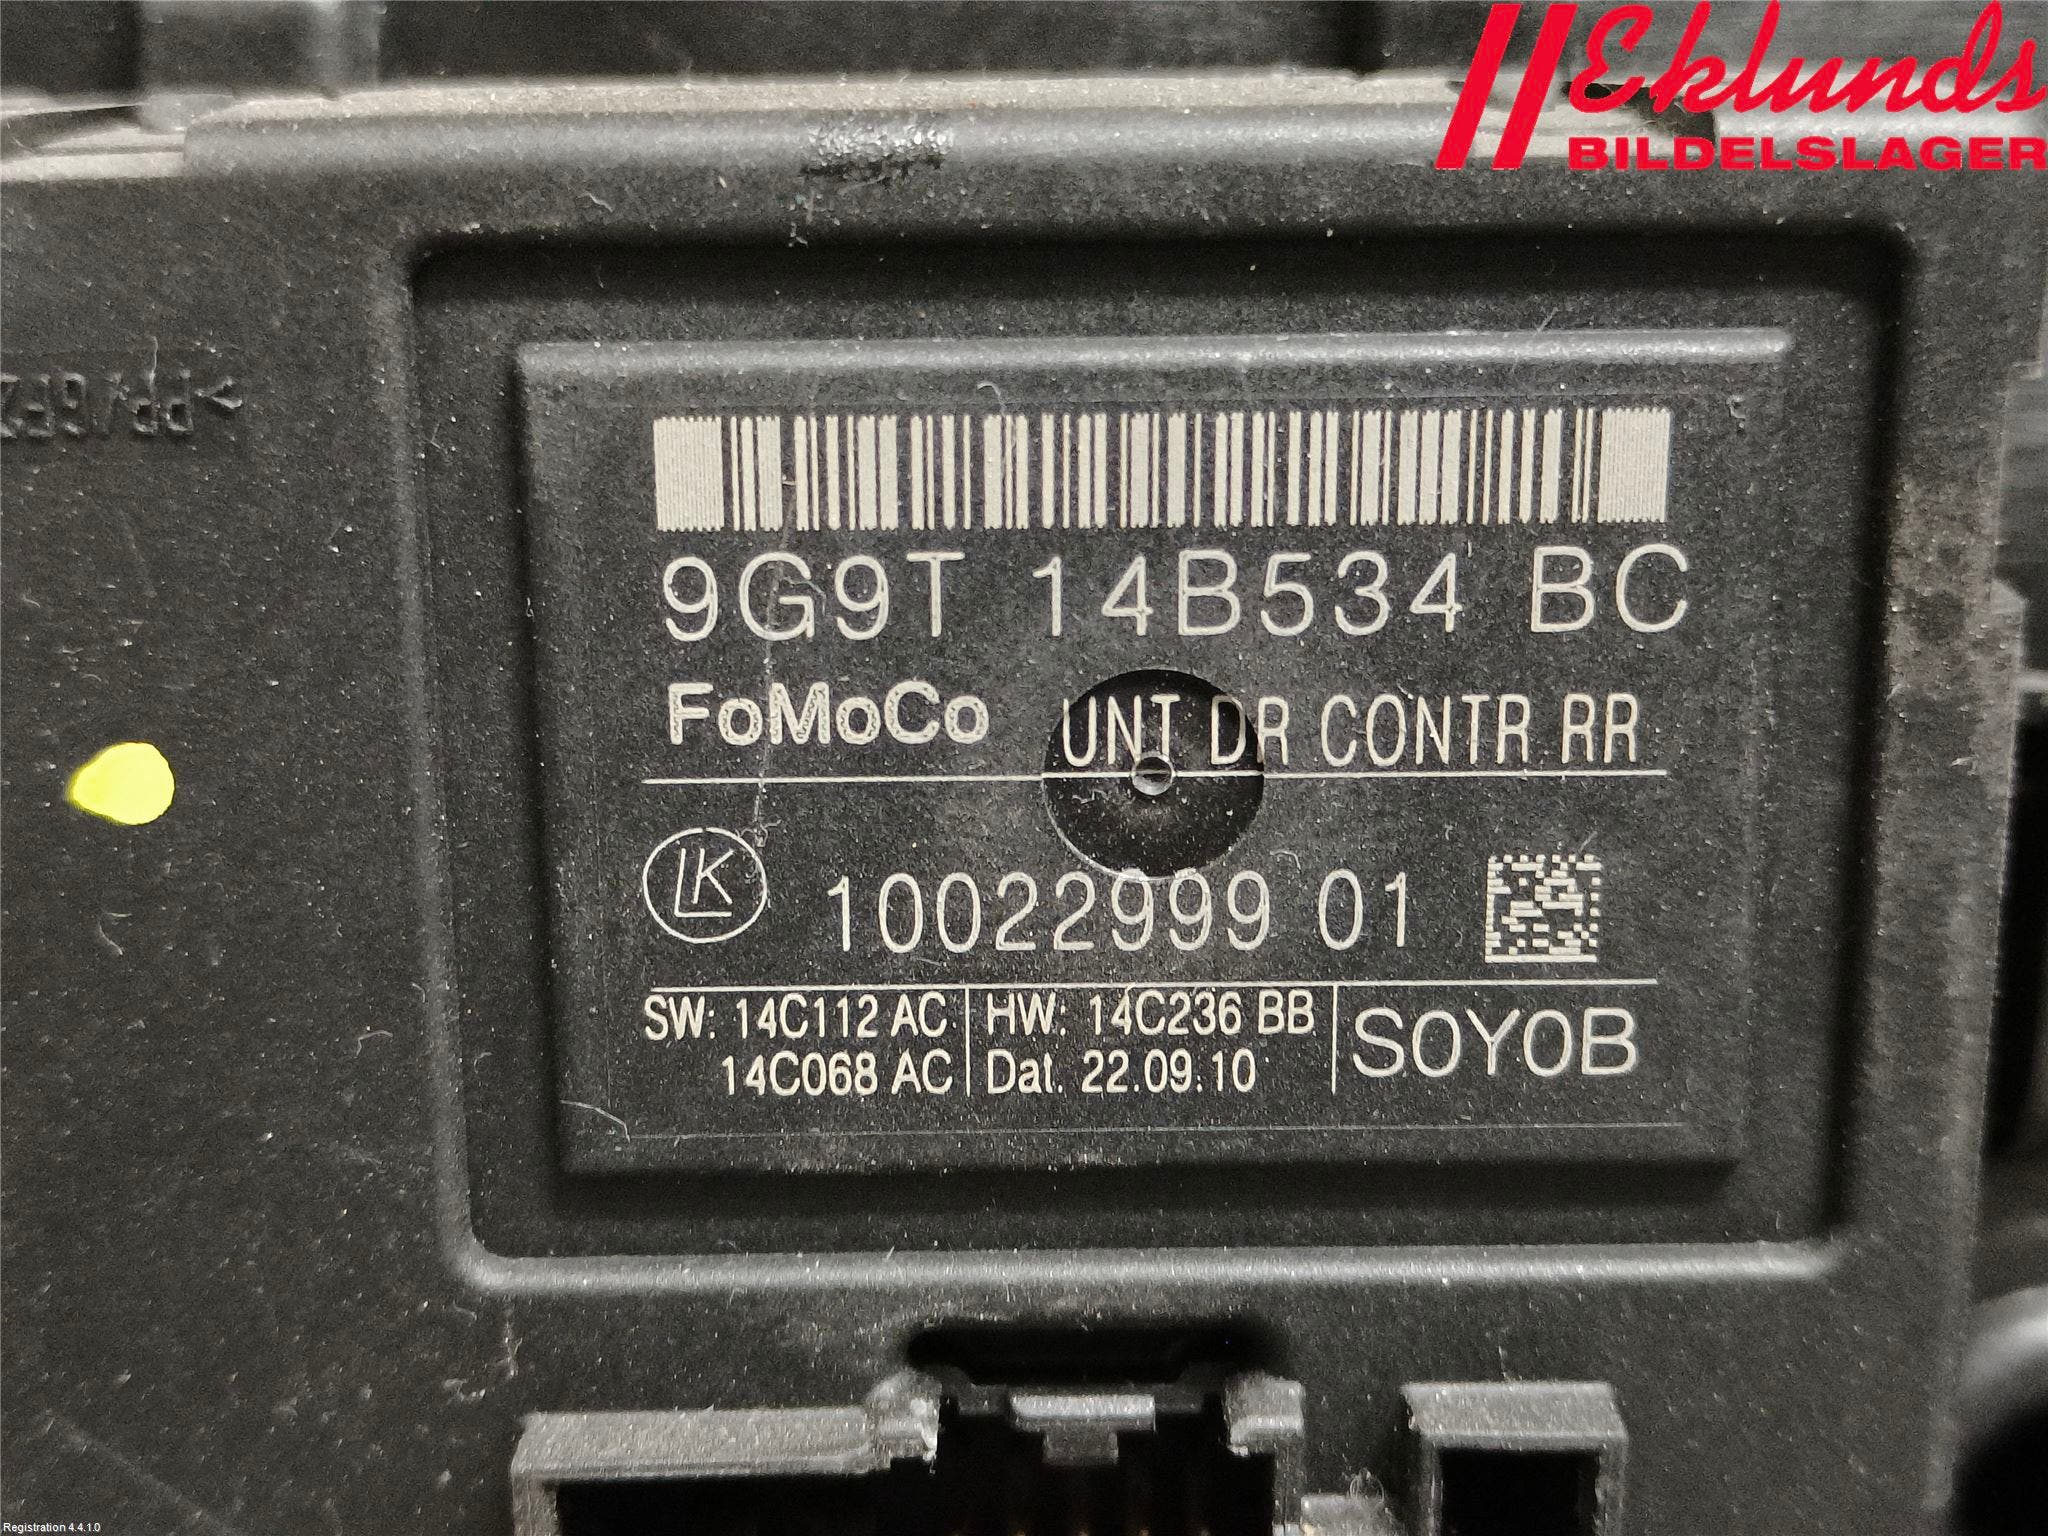 Eklunds
BILDELSLAGER
9G9T 14B534 BC
FoMoCo UNT DR CONTR RR
LK 10022999 01
SW: 14C112 AC HW: 14C236 BB S0Y0B
14C068 AC Dat. 22.09.10
Registration 4.4.1.0